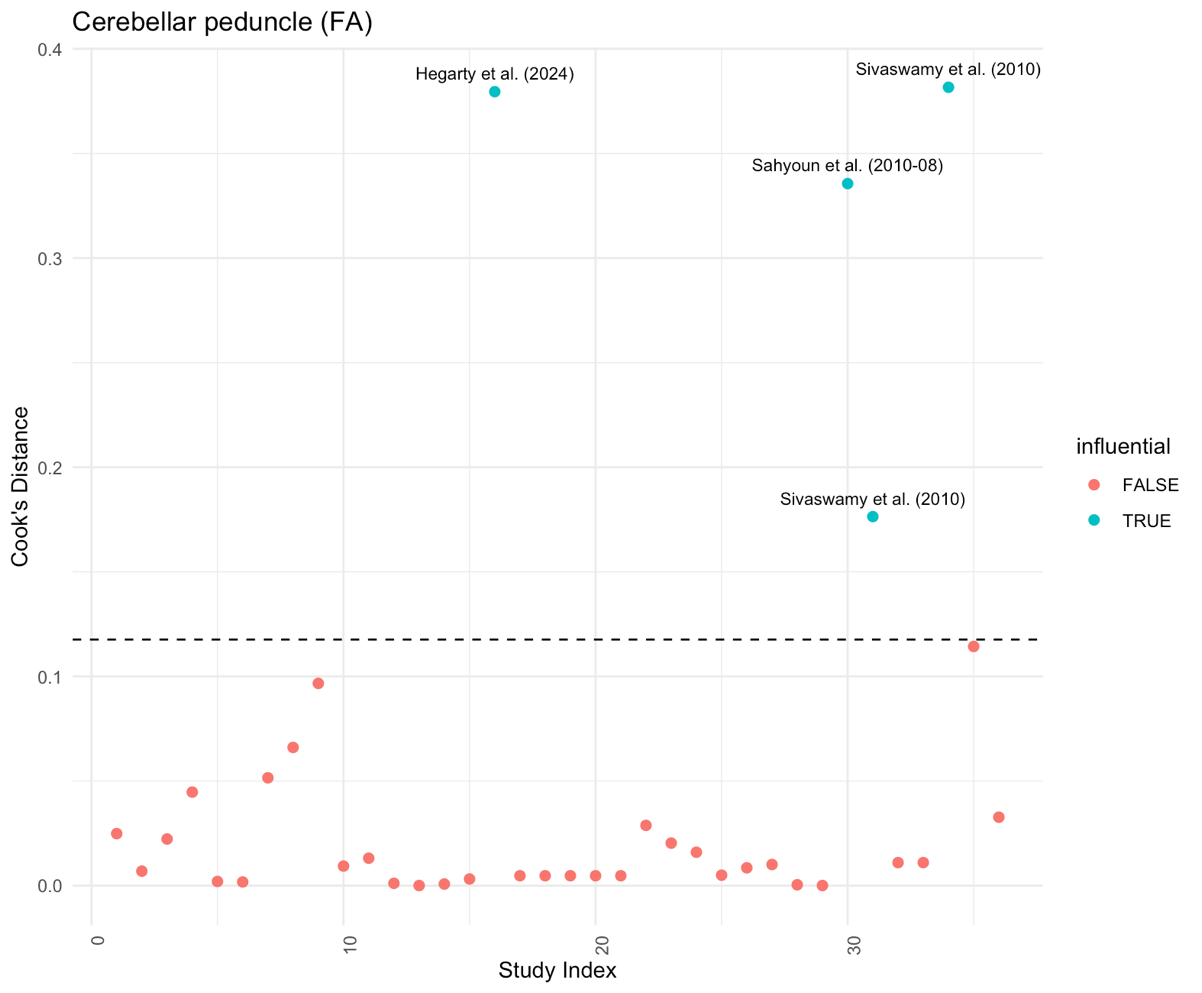 Cerebellar peduncle (FA)
0.4
Hegarty et al. (2024)
Sivaswamy et al. (2010)
Sahyoun et al. (2010-08)
0.3
Cook's Distance
0.2
Sivaswamy et al. (2010)
influential
FALSE
TRUE
0.1
0.0
0
10
20
30
Study Index